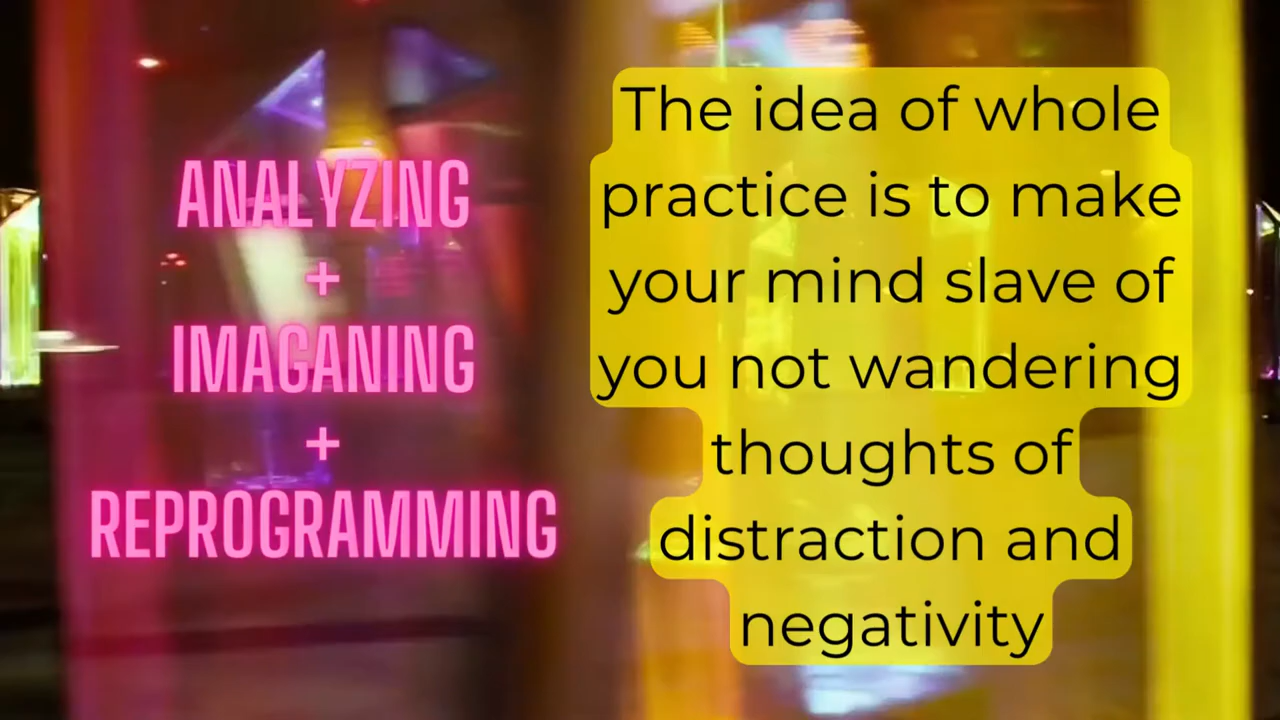 ANALYZING
+
IMAGANING
+
REPROGRAMMING
The idea of whole
practice is to make
your mind slave of
you not wandering
thoughts of
distraction and
negativity